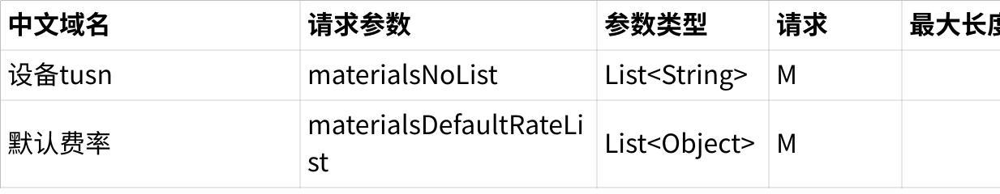 中文域名 请求参数 参数类型 请求 最大长度
设备tusn materialsNoList List<String> M
默认费率 materialsDefaultRateLi List<Object> M
st